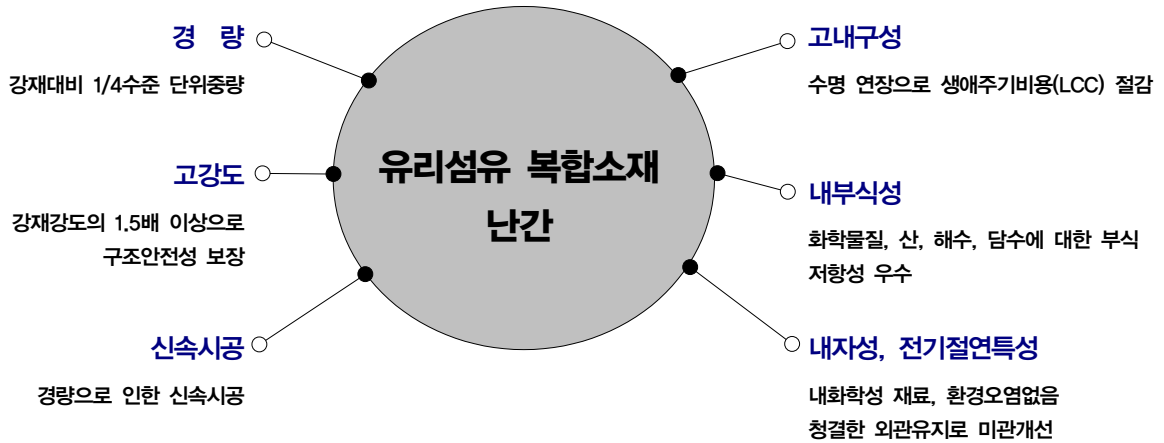 경 량
강재대비 1/4수준 단위중량
고강도
강재강도의 1.5배 이상으로
구조안전성 보장
신속시공
경량으로 인한 신속시공
유리섬유 복합소재
난간
고내구성
수명 연장으로 생애주기비용(LCC) 절감
내부식성
화학물질, 산, 해수, 담수에 대한 부식
저항성 우수
내자성, 전기절연특성
내화학성 재료, 환경오염없음
청결한 외관유지로 미관개선